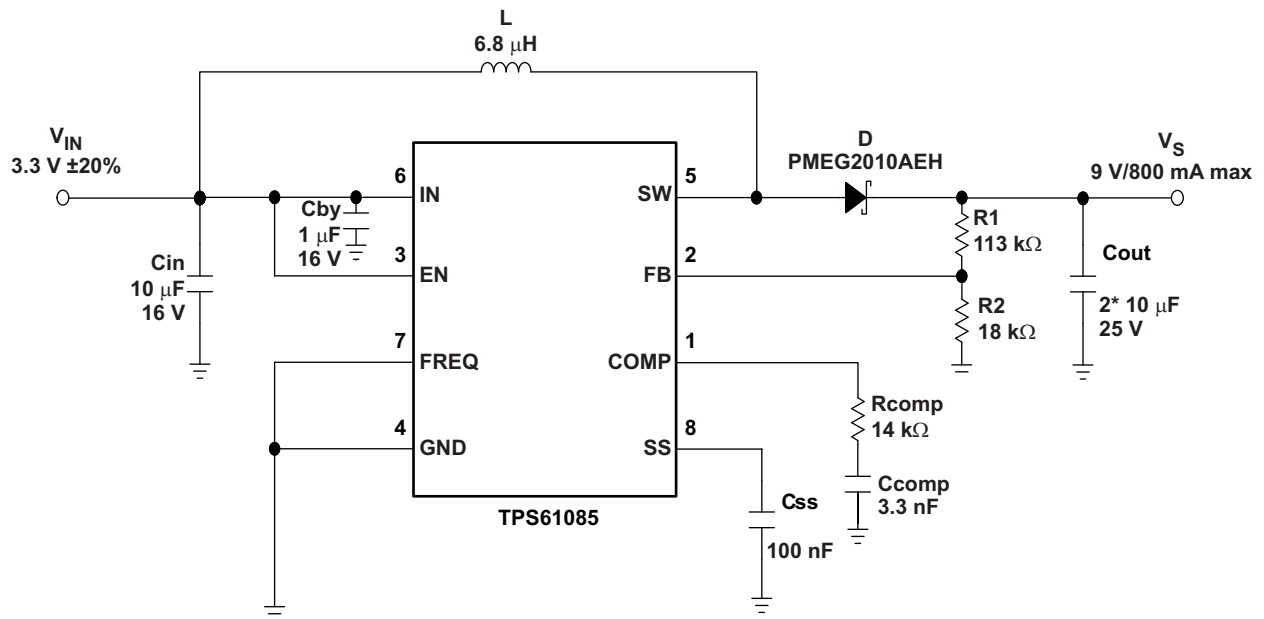 L
6.8 μH
VIN
3.3 V ±20%
D
PMEG2010AEH
VS
9 V/800 mA max
6
IN
SW
5
Cby
1 μF
16 V
R1
113 kΩ
3
EN
FB
2
Cin
10 μF
16 V
Cout
2* 10 μF
25 V
R2
18 kΩ
7
FREQ
COMP
1
Rcomp
14 kΩ
4
GND
SS
8
Ccomp
3.3 nF
Css
100 nF
TPS61085